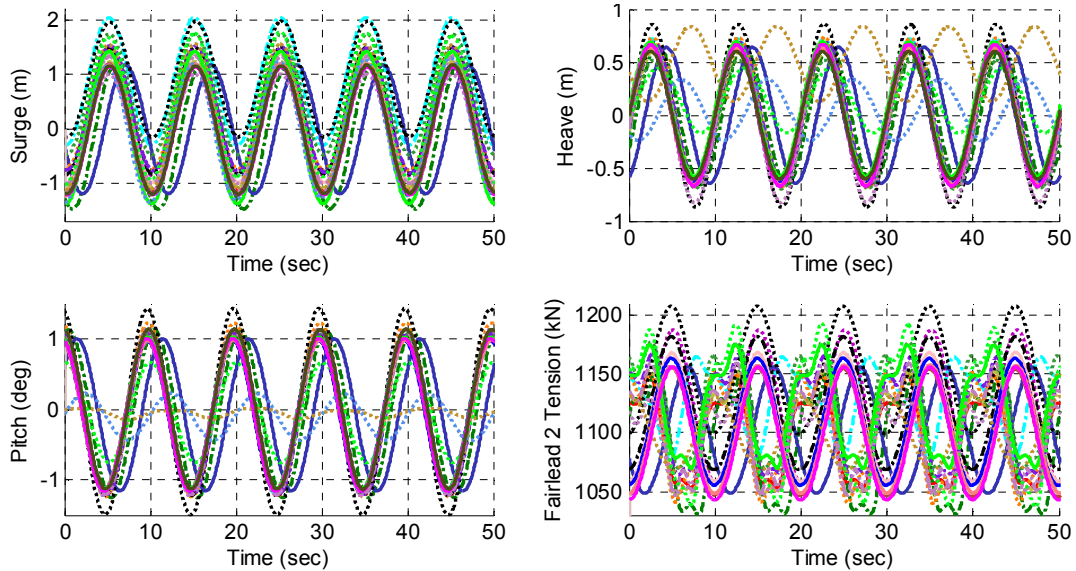 Surge (m)
2
1
0
-1
0 10 20 30 40 50
Time (sec)
Heave (m)
1
0.5
0
-0.5
-1
0 10 20 30 40 50
Time (sec)
Pitch (deg)
1
0
-1
0 10 20 30 40 50
Time (sec)
Fairlead 2 Tension (kN)
1200
1150
1100
1050
0 10 20 30 40 50
Time (sec)